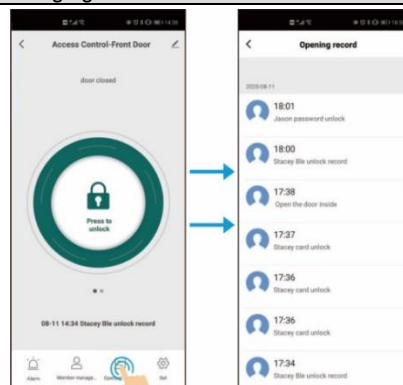 Access Control-Front Door
door closed
Press to
unlock
08-11 14:34 Stacey Ble unlock record
Alarm
Member manage...
Set
Opening record
2020-08-11
18:01
Jason password unlock
18:00
Stacey Ble unlock record
17:38
Open the door inside
17:37
Stacey card unlock
17:36
Stacey card unlock
17:36
Stacey card unlock
17:34
Stacey Ble unlock record